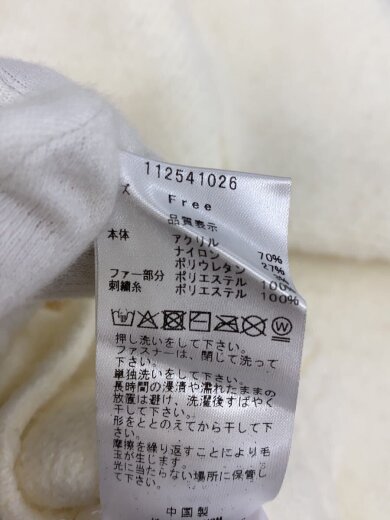 112541026
ズ Free
品質表示
本体 アクリル 70%
ナイロン 27%
ポリウレタン
ファー部分 ポリエステル 100%
刺繍糸 ポリエステル 100%
押し洗いをして下さい。
ファスナーは、閉じて洗って
下さい。
単独洗いをして下さい。
長時間の浸漬や濡れたままの
放置は避け、洗濯後すばやく
干して下さい。
形をととのえてから干して下
さい。
摩擦を繰り返すことにより毛
玉が生じます。
光に当たらない場所に保管し
て下さい。
中国製